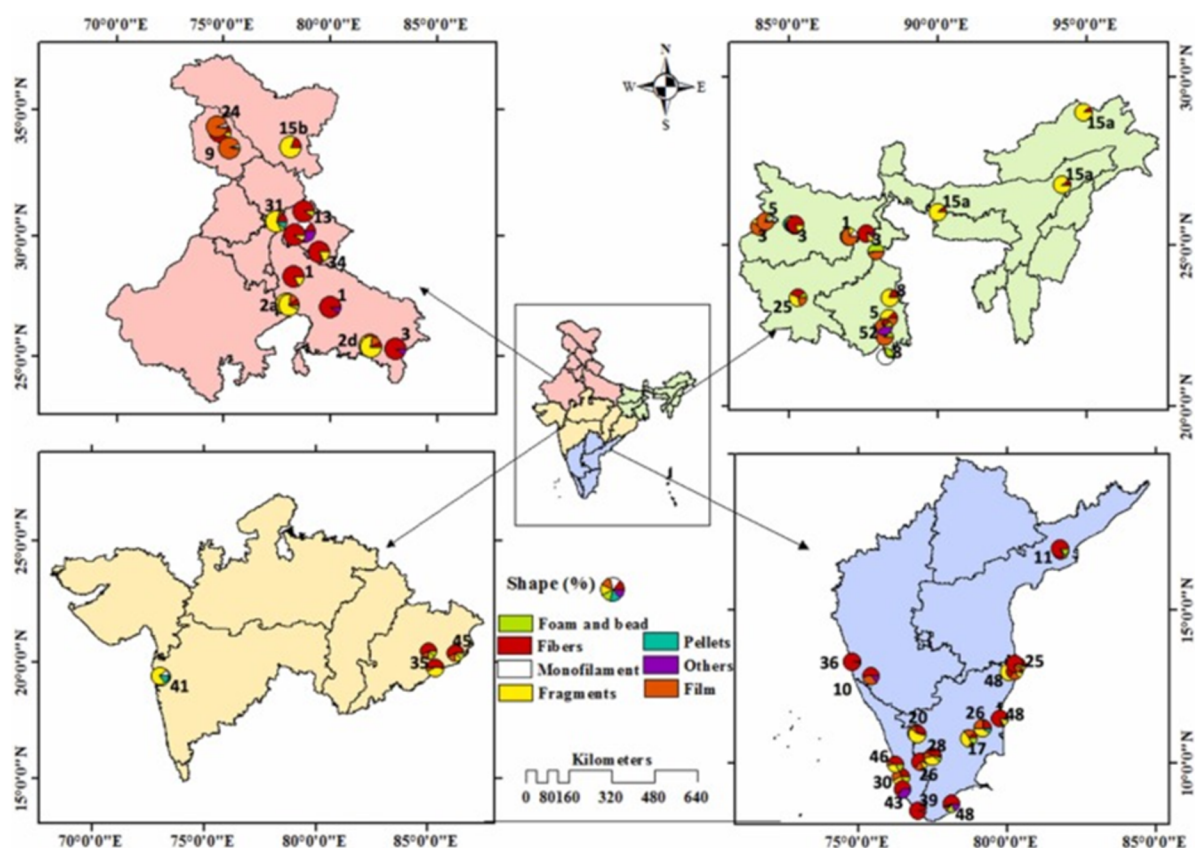 70°0'0"E 75°0'0"E 80°0'0"E 85°0'0"E
35°0'0"N
30°0'0"N
25°0'0"N
24
9
15b
31
13
34
1
2a
1
2d
3
N
W E
S
85°0'0"E 90°0'0"E 95°0'0"E
30°0'0"N
25°0'0"N
20°0'0"N
15a
15a
15a
5
3
3
1
3
25
8
5
52
8
25°0'0"N
20°0'0"N
15°0'0"N
41
35
45
70°0'0"E 75°0'0"E 80°0'0"E 85°0'0"E
Shape (%)
Foam and bead
Fibers
Monofilament
Fragments
Pellets
Others
Film
Kilometers
0 80160 320 480 640
15°0'0"N
10°0'0"N
11
36
10
25
48
20
26
48
17
28
46
26
30
43
39
48
75°0'0"E 80°0'0"E 85°0'0"E